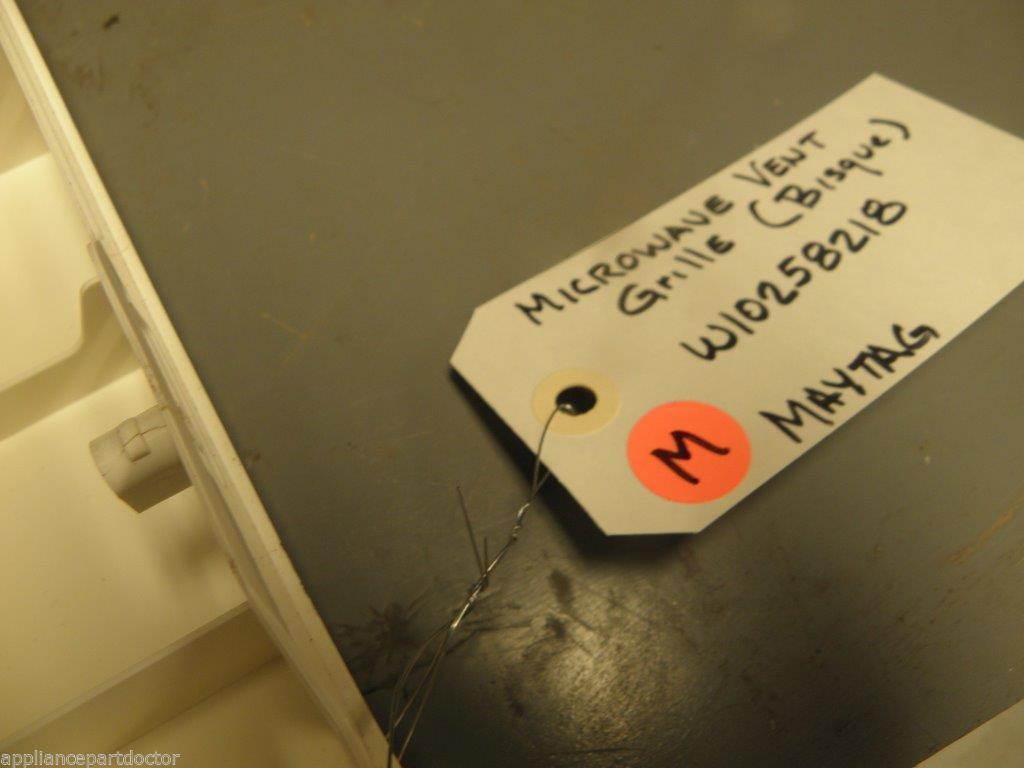 MICROWAVE VENT
Grille (Bisque)
W10258218
M MAYTAG
appliancepartdoctor